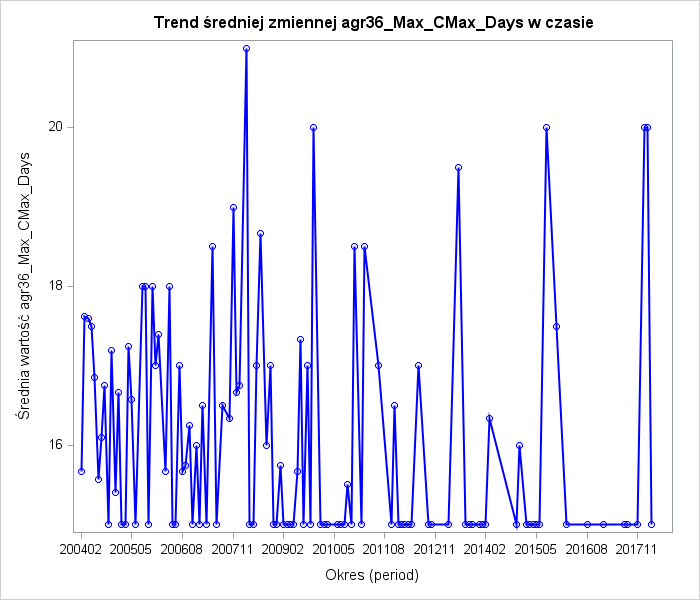 Trend średniej zmiennej agr36_Max_CMax_Days w czasie
Średnia wartość agr36_Max_CMax_Days
20
18
16
200402 200505 200608 200711 200902 201005 201108 201211 201402 201505 201608 201711
Okres (period)